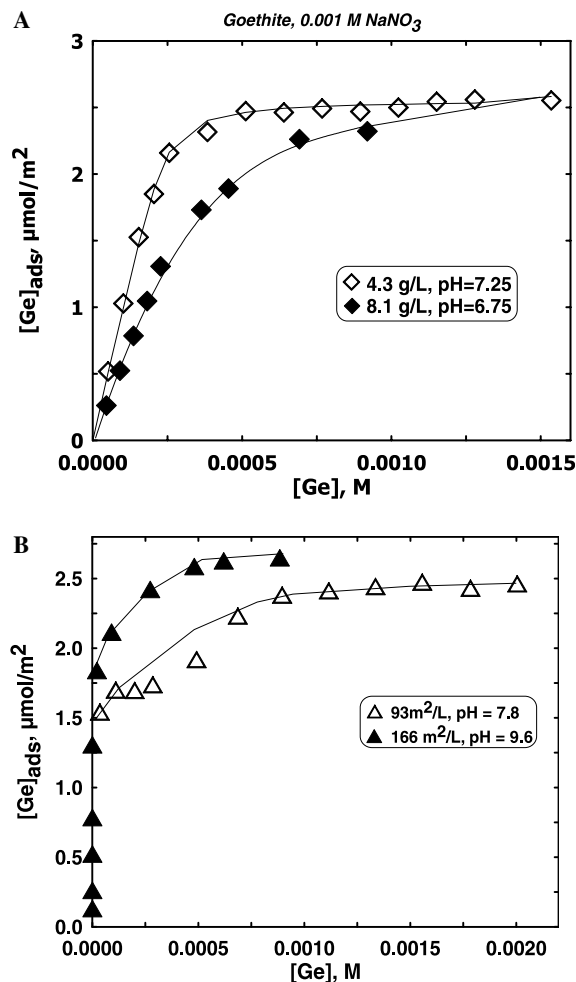 A
Goethite, 0.001 M NaNO3
3
2
1
0
[Ge]ads, μmol/m2
4.3 g/L, pH=7.25
8.1 g/L, pH=6.75
0.0000 0.0005 0.0010 0.0015
[Ge], M
B
2.5
2.0
1.5
1.0
0.5
0.0
[Ge]ads, μmol/m2
93m2/L, pH = 7.8
166 m2/L, pH = 9.6
0.0000 0.0005 0.0010 0.0015 0.0020
[Ge], M